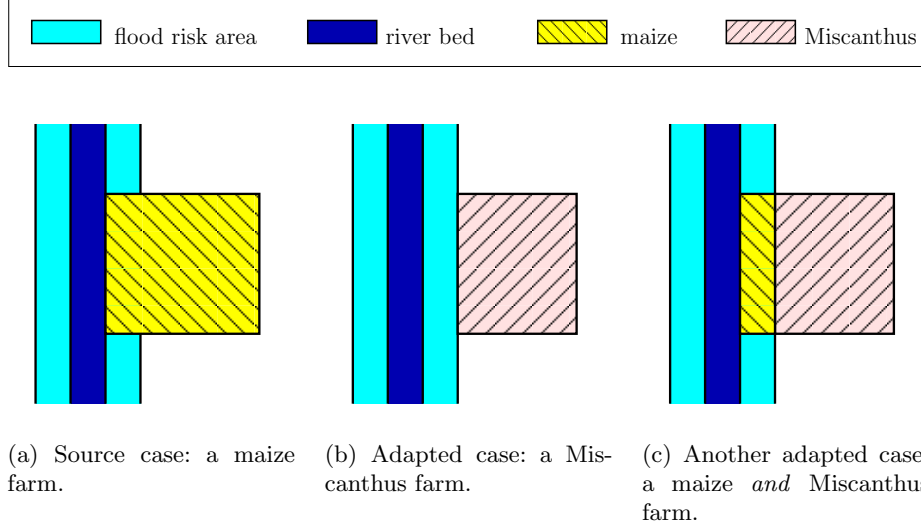 flood risk area river bed maize Miscanthus
(a) Source case: a maize
farm.
(b) Adapted case: a Mis-
canthus farm.
(c) Another adapted case
a maize and Miscanthus
farm.